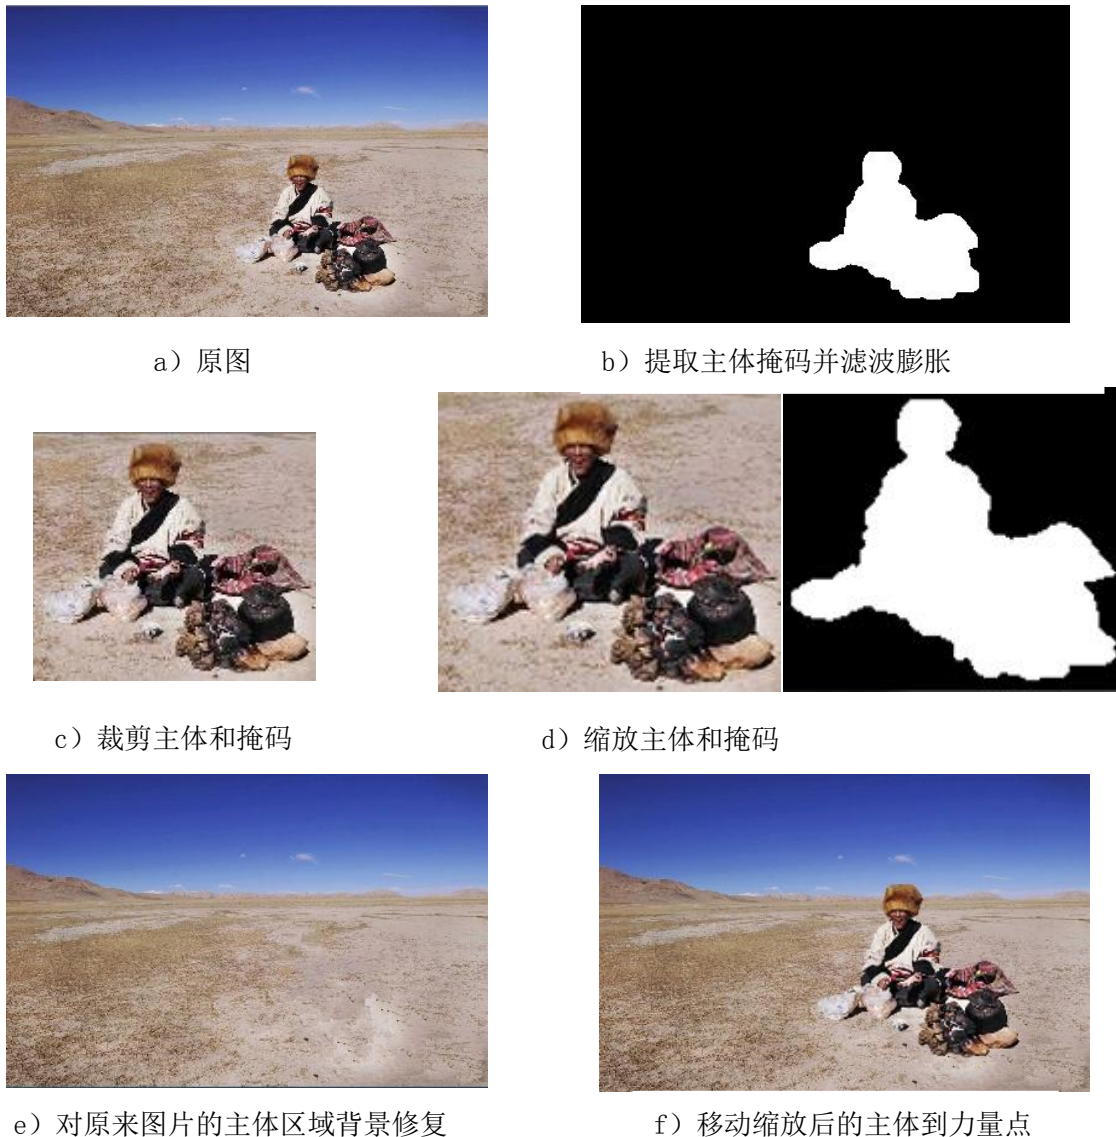 a）原图
b）提取主体掩码并滤波膨胀
c）裁剪主体和掩码
d）缩放主体和掩码
e）对原来图片的主体区域背景修复
f）移动缩放后的主体到力量点